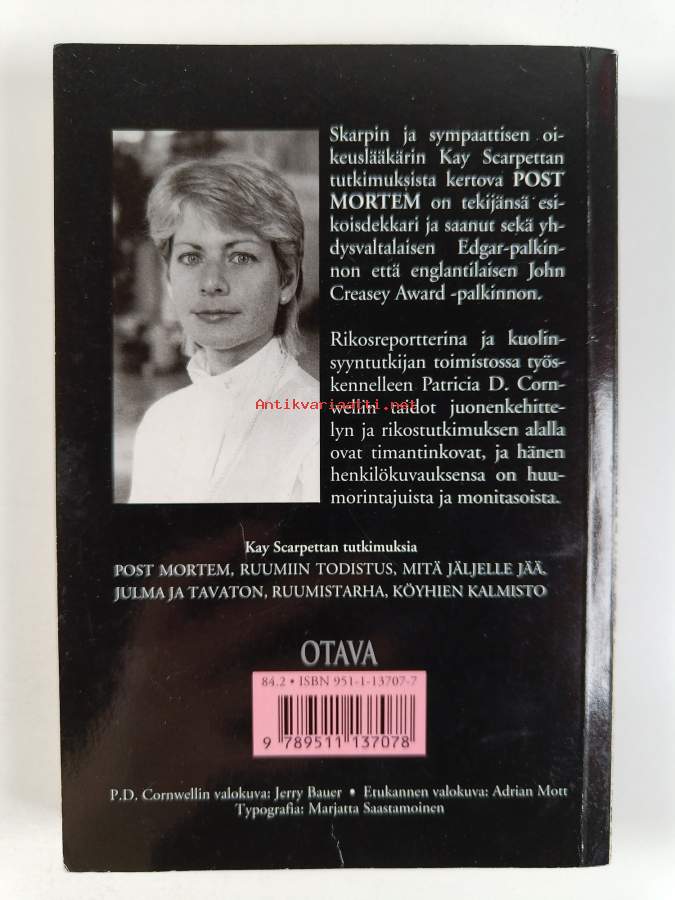 Skarpin ja sympaattisen oi-
keuslääkärin Kay Scarpettan
tutkimuksista kertova POST
MORTEM on tekijänsä esi-
koisdekkari ja saanut sekä yh-
dysvaltalaisen Edgar-palkin-
non että englantilaisen John
Creasey Award -palkinnon.
Rikosreportterina ja kuolin-
syyntutkijan toimistossa työs-
kennelleen Patricia D. Corn-
wellin taidot juonenkehitte-
lyn ja rikostutkimuksen alalla
ovat timantinkovat, ja hänen
henkilökuvauksensa on huu-
morintajuista ja monitasoista.
Antikvariaatti.net
Kay Scarpettan tutkimuksia
POST MORTEM, RUUMIIN TODISTUS, MITÄ JÄLJELLE JÄÄ,
JULMA JA TAVATON, RUUMISTARHA, KÖYHIEN KALMISTO
OTAVA
84.2 • ISBN 951-1-13707-7
9 789511 137078
P.D. Cornwellin valokuva: Jerry Bauer • Etukannen valokuva: Adrian Mott
Typografia: Marjatta Saastamoinen